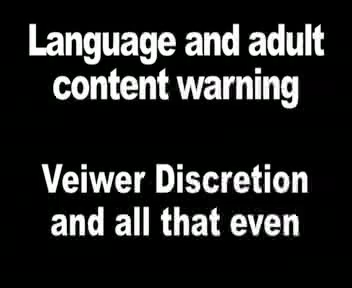 Language and adult
content warning
Veiwer Discretion
and all that even